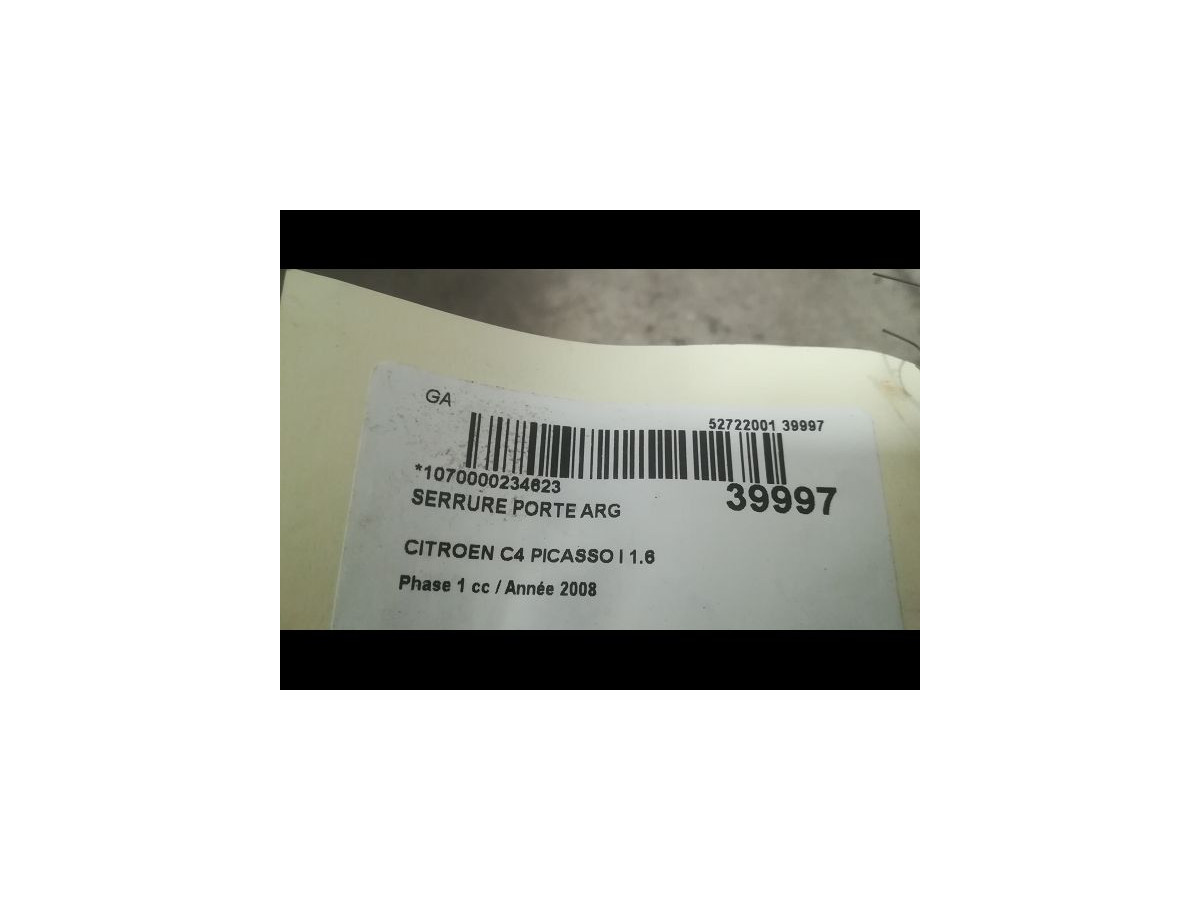 GA
52722001 39997
*1070000234623
39997
SERRURE PORTE ARG
CITROEN C4 PICASSO I 1.6
Phase 1 cc / Année 2008